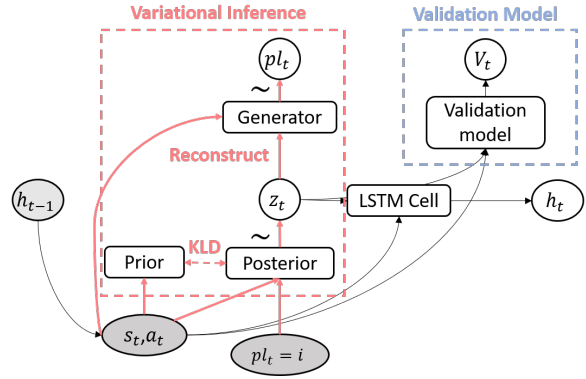 Variational Inference
Validation Model
pl_t
V_t
~
Generator
Validation
model
Reconstruct
h_{t−1}
z_t
LSTM Cell
h_t
~
KLD
Prior
Posterior
s_t,a_t
pl_t = i